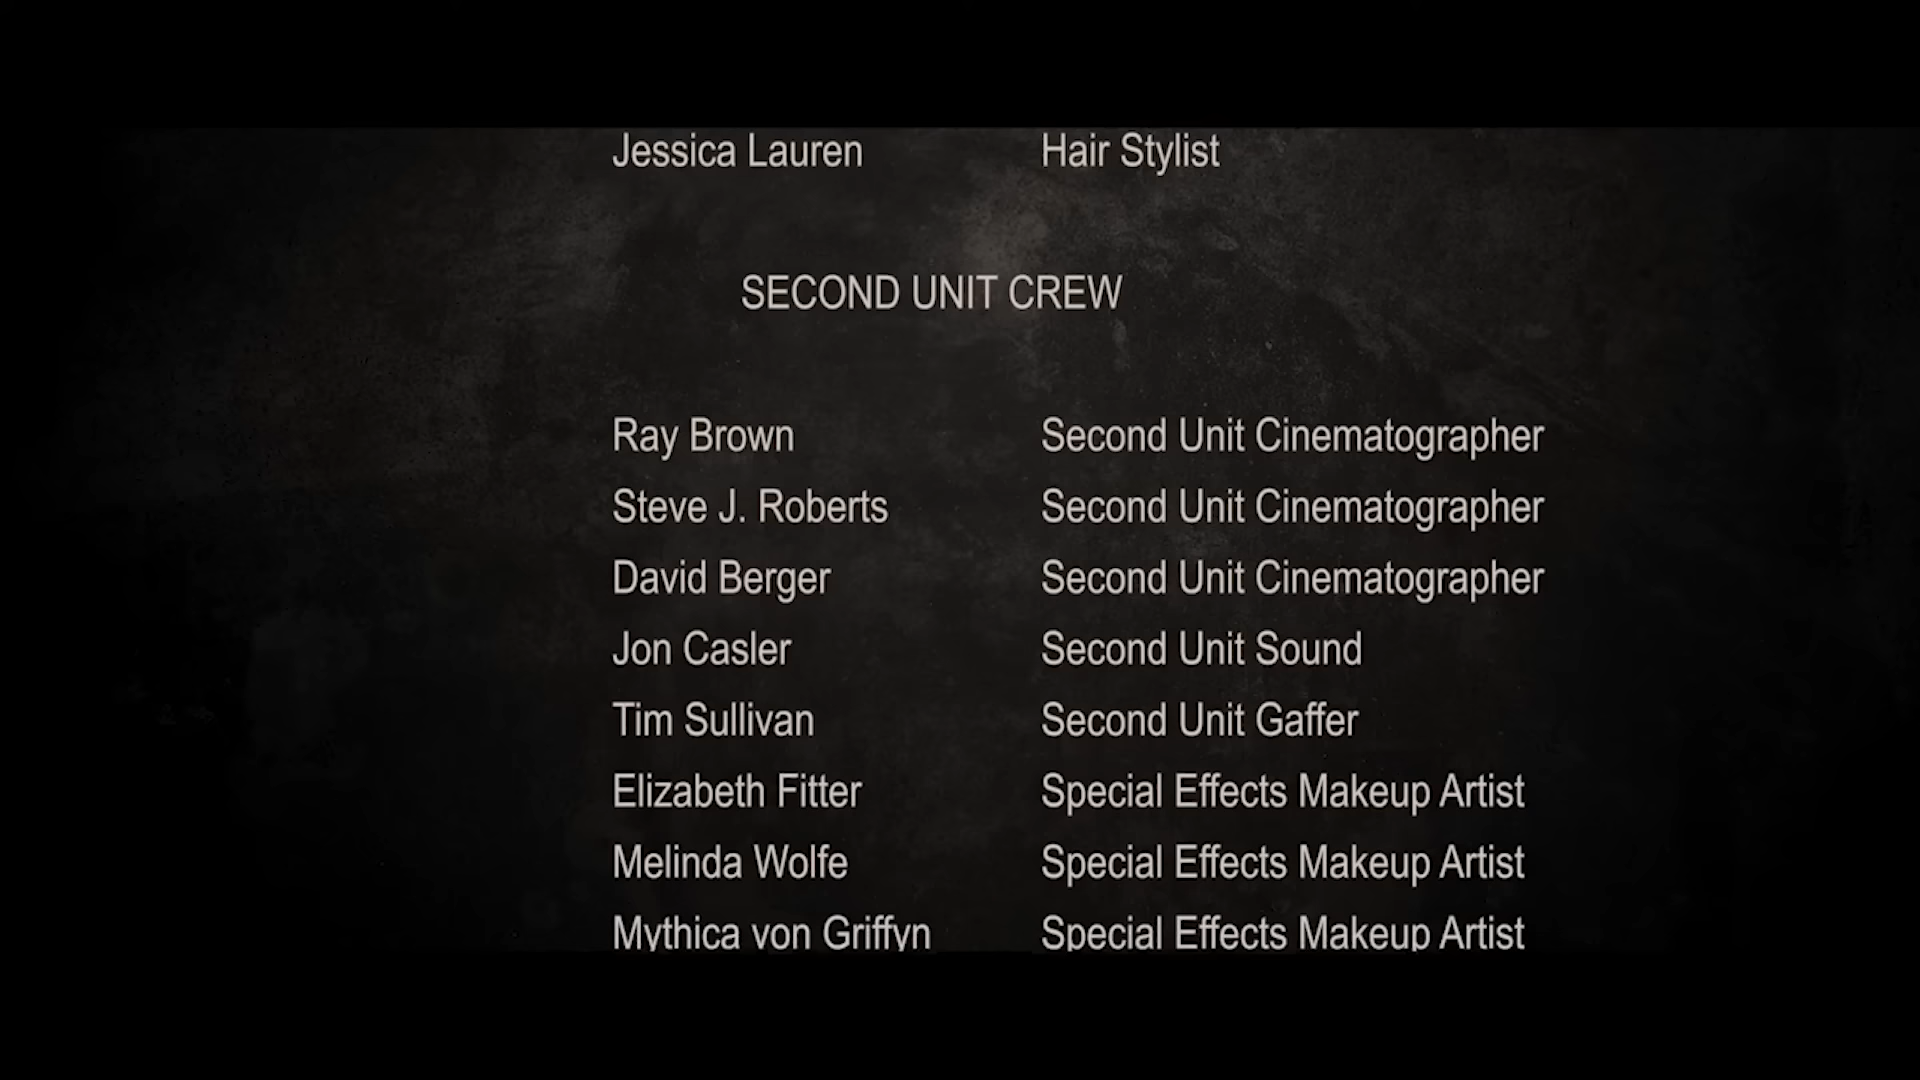 Jessica Lauren Hair Stylist
SECOND UNIT CREW
Ray Brown Second Unit Cinematographer
Steve J. Roberts Second Unit Cinematographer
David Berger Second Unit Cinematographer
Jon Casler Second Unit Sound
Tim Sullivan Second Unit Gaffer
Elizabeth Fitter Special Effects Makeup Artist
Melinda Wolfe Special Effects Makeup Artist
Mythica von Griffyn Special Effects Makeup Artist